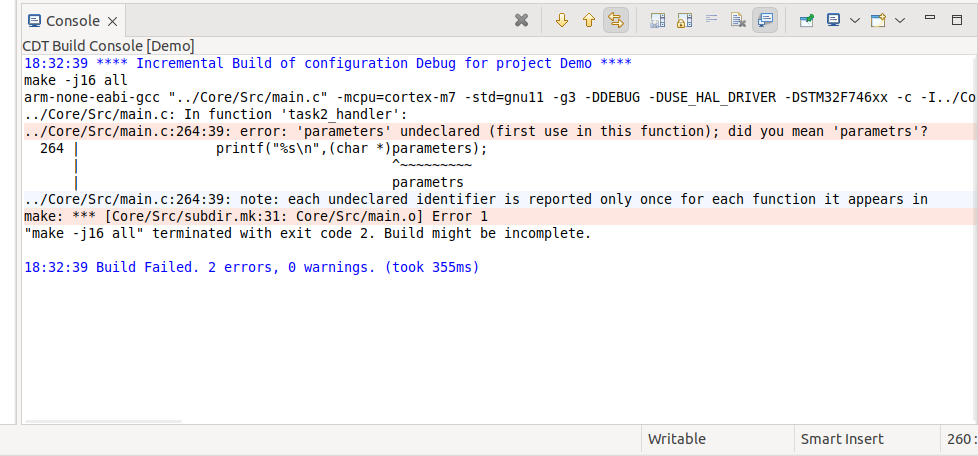 Console
CDT Build Console [Demo]
18:32:39 **** Incremental Build of configuration Debug for project Demo ****
make -j16 all
arm-none-eabi-gcc "../Core/Src/main.c" -mcpu=cortex-m7 -std=gnu11 -g3 -DDEBUG -DUSE_HAL_DRIVER -DSTM32F746xx -c -I../Co
../Core/Src/main.c: In function 'task2_handler':
../Core/Src/main.c:264:39: error: 'parameters' undeclared (first use in this function); did you mean 'parametrs'?
  264 |                 printf("%s\n",(char *)parameters);
      |                                       ^~~~~~~~~~
      |                                       parametrs
../Core/Src/main.c:264:39: note: each undeclared identifier is reported only once for each function it appears in
make: *** [Core/Src/subdir.mk:31: Core/Src/main.o] Error 1
"make -j16 all" terminated with exit code 2. Build might be incomplete.
18:32:39 Build Failed. 2 errors, 0 warnings. (took 355ms)
Writable
Smart Insert
260: